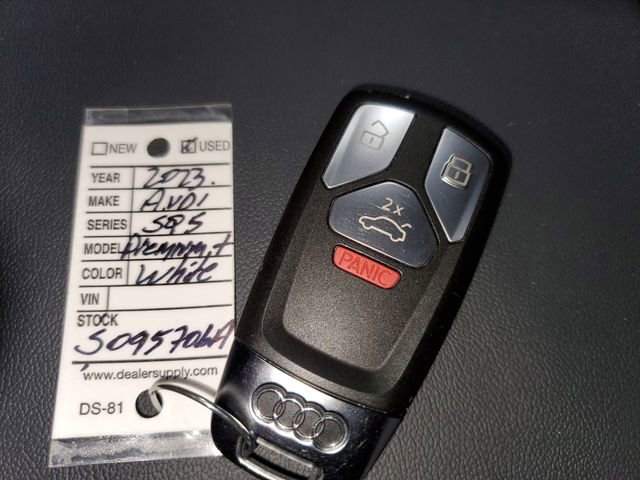 NEW USED
YEAR 2023.
MAKE AUDI
SERIES SQ5
MODEL Premium +
COLOR White
VIN
STOCK
S095706LA
www.dealersupply.com
DS-81
2x
PANIC